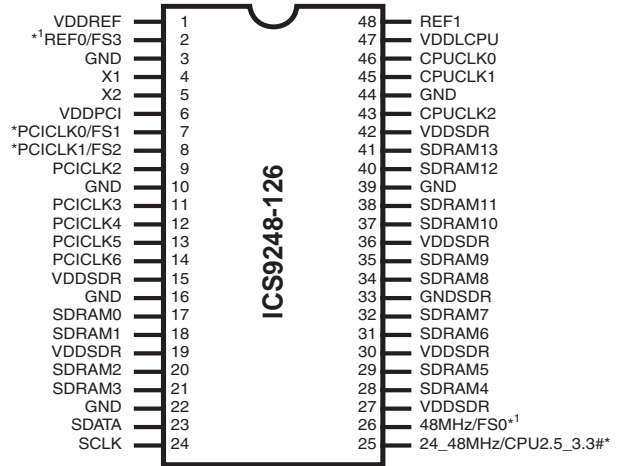 VDDREF 1 48 REF1
*¹REF0/FS3 2 47 VDDLCPU
GND 3 46 CPUCLK0
X1 4 45 CPUCLK1
X2 5 44 GND
VDDPCI 6 43 CPUCLK2
*PCICLK0/FS1 7 42 VDDSDR
*PCICLK1/FS2 8 41 SDRAM13
PCICLK2 9 40 SDRAM12
GND 10 39 GND
PCICLK3 11 38 SDRAM11
PCICLK4 12 37 SDRAM10
PCICLK5 13 36 VDDSDR
PCICLK6 14 35 SDRAM9
VDDSDR 15 34 SDRAM8
GND 16 33 GNDSDR
SDRAM0 17 32 SDRAM7
SDRAM1 18 31 SDRAM6
VDDSDR 19 30 VDDSDR
SDRAM2 20 29 SDRAM5
SDRAM3 21 28 SDRAM4
GND 22 27 VDDSDR
SDATA 23 26 48MHz/FS0*¹
SCLK 24 25 24_48MHz/CPU2.5_3.3#*
ICS9248-126